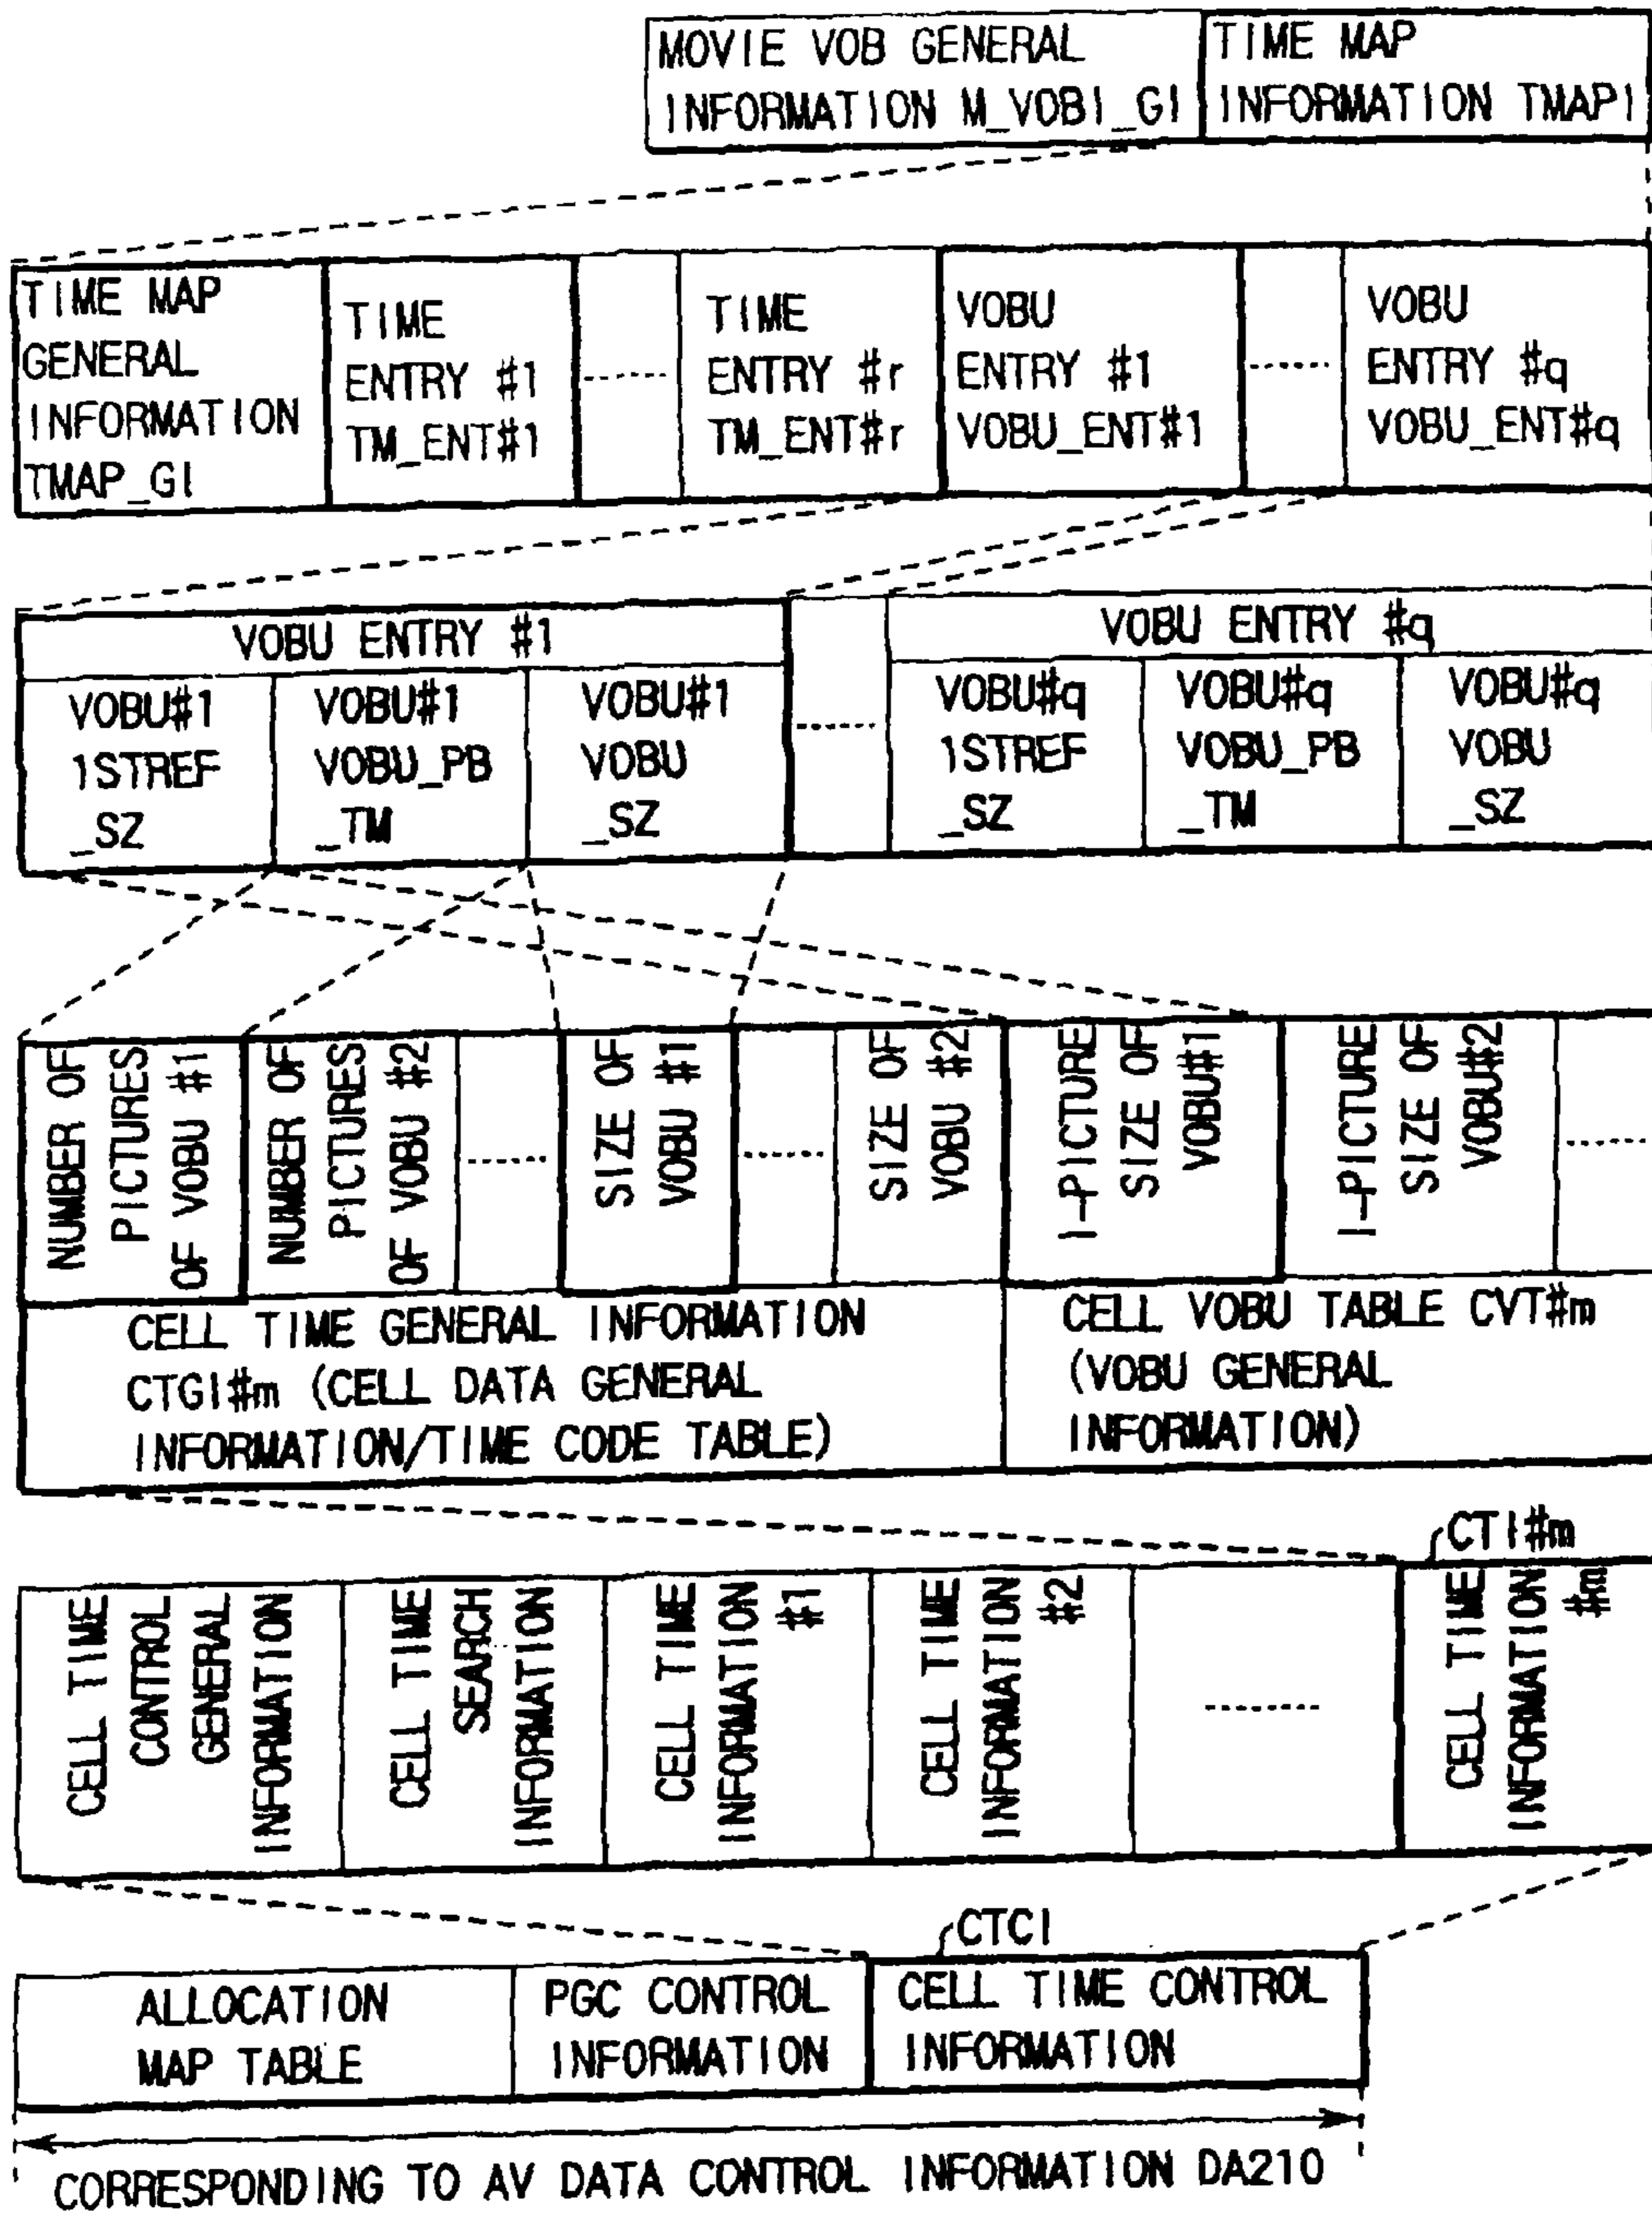 MOVIE VOB GENERAL
INFORMATION M_VOBI_GI
TIME MAP
INFORMATION TMAPI
TIME MAP
GENERAL
INFORMATION
TMAP_GI
TIME
ENTRY #1
TM_ENT#1
........
TIME
ENTRY #r
TM_ENT#r
VOBU
ENTRY #1
VOBU_ENT#1
........
VOBU
ENTRY #q
VOBU_ENT#q
VOBU ENTRY #1
VOBU#1
1STREF
_SZ
VOBU#1
VOBU_PB
_TM
VOBU#1
VOBU
_SZ
........
VOBU ENTRY #q
VOBU#q
1STREF
_SZ
VOBU#q
VOBU_PB
_TM
VOBU#q
VOBU
_SZ
NUMBER OF
PICTURES
OF VOBU #1
NUMBER OF
PICTURES
OF VOBU #2
........
SIZE OF
VOBU #1
........
SIZE OF
VOBU #2
I-PICTURE
SIZE OF
VOBU#1
I-PICTURE
SIZE OF
VOBU#2
........
CELL TIME GENERAL INFORMATION
CTGI#m (CELL DATA GENERAL
INFORMATION/TIME CODE TABLE)
CELL VOBU TABLE CVT#m
(VOBU GENERAL
INFORMATION)
CTI#m
CELL TIME
CONTROL
GENERAL
INFORMATION
CELL TIME
SEARCH
INFORMATION
CELL TIME
INFORMATION
#1
CELL TIME
INFORMATION
#2
........
CELL TIME
INFORMATION
#m
CTCI
ALLOCATION
MAP TABLE
PGC CONTROL
INFORMATION
CELL TIME CONTROL
INFORMATION
CORRESPONDING TO AV DATA CONTROL INFORMATION DA210